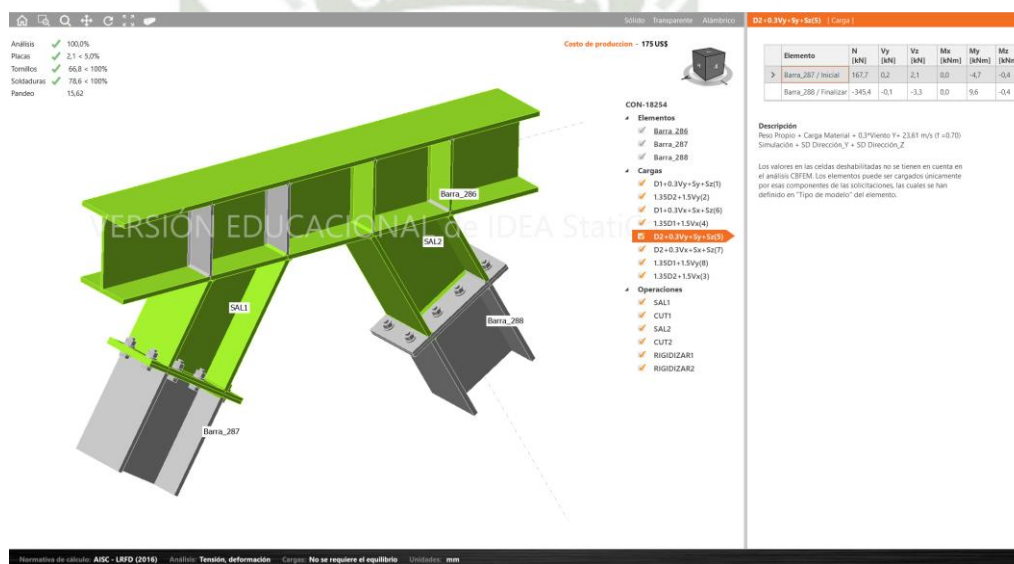 Sólido Transparente Alámbrico
D2+0.3Vy+Sy+Sz(5) [ Carga ]
Análisis 100,0%
Placas 2,1 < 5,0%
Tornillos 66,8 < 100%
Soldaduras 78,6 < 100%
Pandeo 15,62
Costo de produccion - 175 US$
CON-18254
Elementos
Barra_286
Barra_287
Barra_288
Cargas
D1+0.3Vy+Sy+Sz(1)
1.35D2+1.5Vy(2)
D1+0.3Vx+Sx+Sz(6)
1.35D1+1.5Vx(4)
D2+0.3Vy+Sy+Sz(5)
D2+0.3Vx+Sx+Sz(7)
1.35D1+1.5Vy(8)
1.35D2+1.5Vx(3)
Operaciones
SAL1
CUT1
SAL2
CUT2
RIGIDIZAR1
RIGIDIZAR2
Barra_286
VERSIÓN EDUCACIONAL de IDEA Stati
SAL2
SAL1
Barra_288
Barra_287
Elemento N [kN] Vy [kN] Vz [kN] Mx [kNm] My [kNm] Mz [kNm
Barra_287 / Inicial 167,7 0,2 2,1 0,0 -4,7 -0,4
Barra_288 / Finalizar -345,4 -0,1 -3,3 0,0 9,6 -0,4
Descripción
Peso Propio + Carga Material + 0,3*Viento Y+ 23,61 m/s (f =0.70)
Simulación + SD Dirección_Y + SD Dirección_Z
Los valores en las celdas deshabilitadas no se tienen en cuenta en
el análisis CBFEM. Los elementos puede ser cargados únicamente
por esas componentes de las solicitaciones, las cuales se han
definido en "Tipo de modelo" del elemento.
Normativa de cálculo: AISC - LRFD (2016) Análisis: Tensión, deformación Cargas: No se requiere el equilibrio Unidades: mm